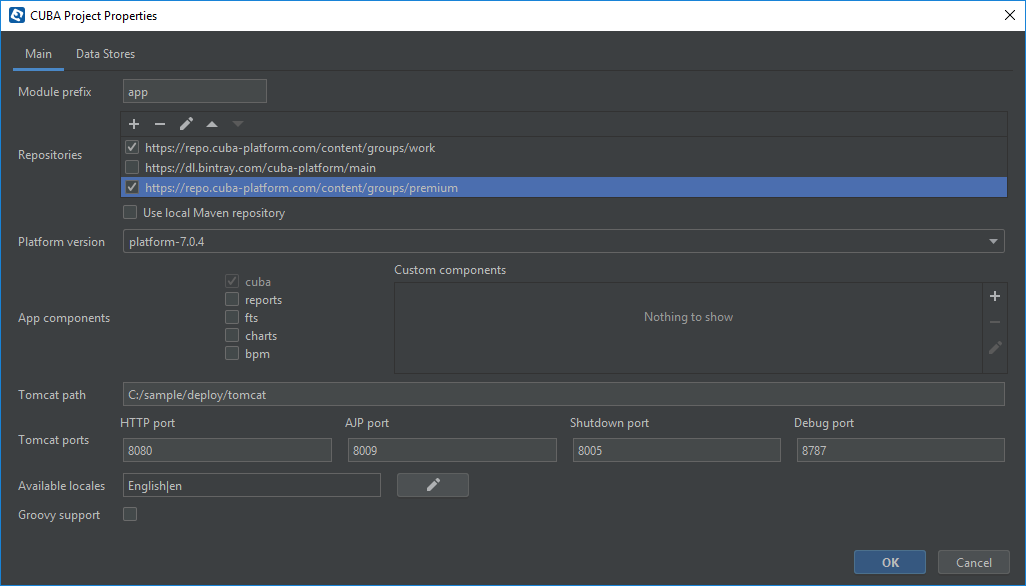 CUBA Project Properties
Main Data Stores
Module prefix app
Repositories
https://repo.cuba-platform.com/content/groups/work
https://dl.bintray.com/cuba-platform/main
https://repo.cuba-platform.com/content/groups/premium
Use local Maven repository
Platform version platform-7.0.4
App components
cuba
reports
fts
charts
bpm
Custom components
Nothing to show
Tomcat path C:/sample/deploy/tomcat
Tomcat ports
HTTP port AJP port Shutdown port Debug port
8080 8009 8005 8787
Available locales English|en
Groovy support
OK Cancel